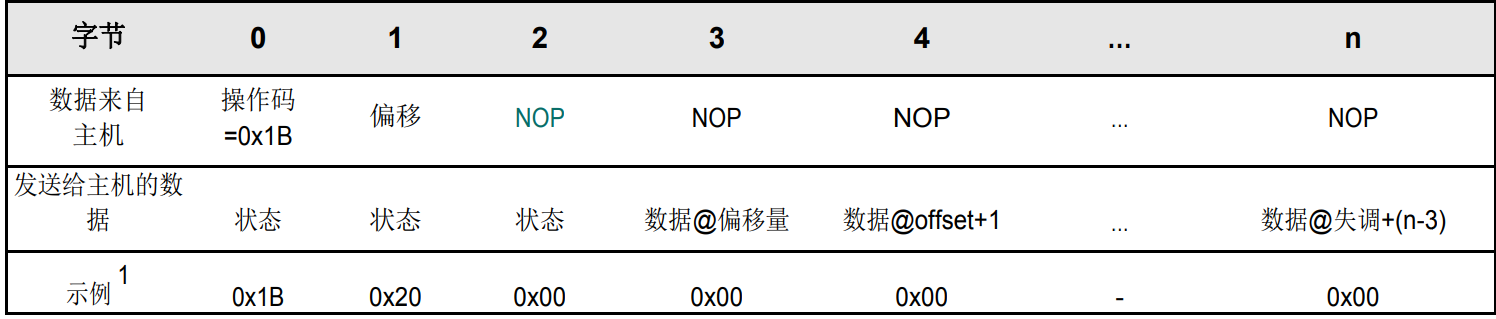 字节 0 1 2 3 4 ... n
数据来自 操作码 偏移 NOP NOP NOP ... NOP
主机 =0x1B
发送给主机的数
据 状态 状态 状态 数据@偏移量 数据@offset+1 ... 数据@失调+(n-3)
示例 1 0x1B 0x20 0x00 0x00 0x00 - 0x00